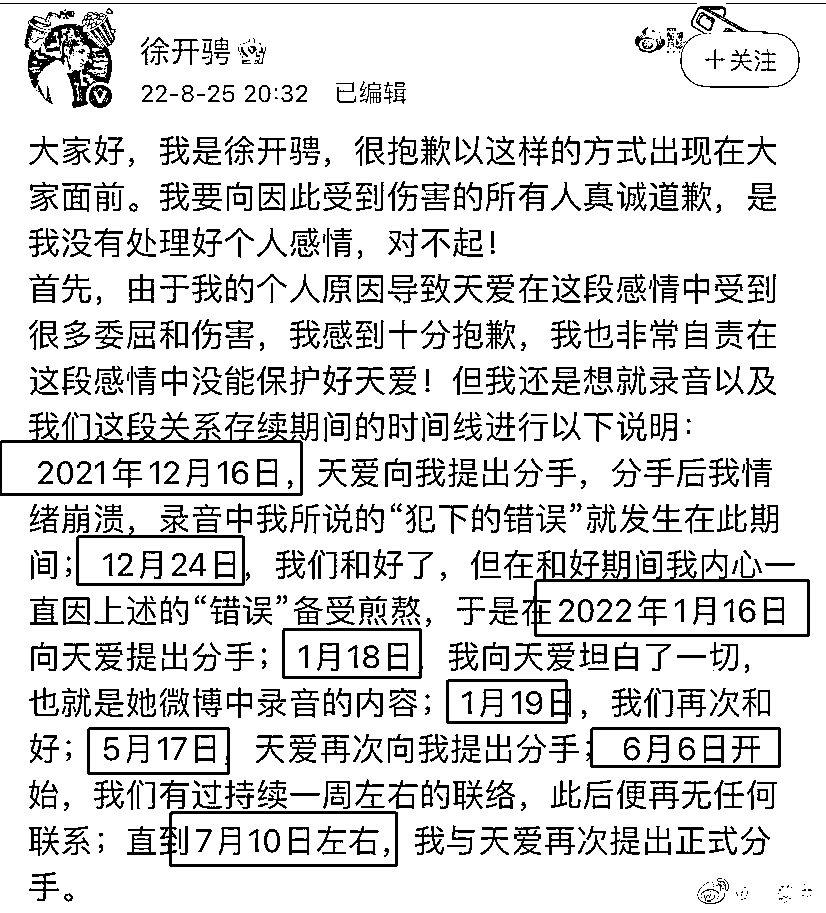 徐开骋
22-8-25 20:32 已编辑
+关注
大家好，我是徐开骋，很抱歉以这样的方式出现在大
家面前。我要向因此受到伤害的所有人真诚道歉，是
我没有处理好个人感情，对不起！
首先，由于我的个人原因导致天爱在这段感情中受到
很多委屈和伤害，我感到十分抱歉，我也非常自责在
这段感情中没能保护好天爱！但我还是想就录音以及
我们这段关系存续期间的时间线进行以下说明：
2021年12月16日，天爱向我提出分手，分手后我情
绪崩溃，录音中我所说的“犯下的错误”就发生在此期
间；12月24日，我们和好了，但在和好期间我内心一
直因上述的“错误”备受煎熬，于是在2022年1月16日
向天爱提出分手；1月18日，我向天爱坦白了一切，
也就是她微博中录音的内容；1月19日，我们再次和
好；5月17日，天爱再次向我提出分手；6月6日开
始，我们有过持续一周左右的联络，此后便再无任何
联系；直到7月10日左右，我与天爱再次提出正式分
手。